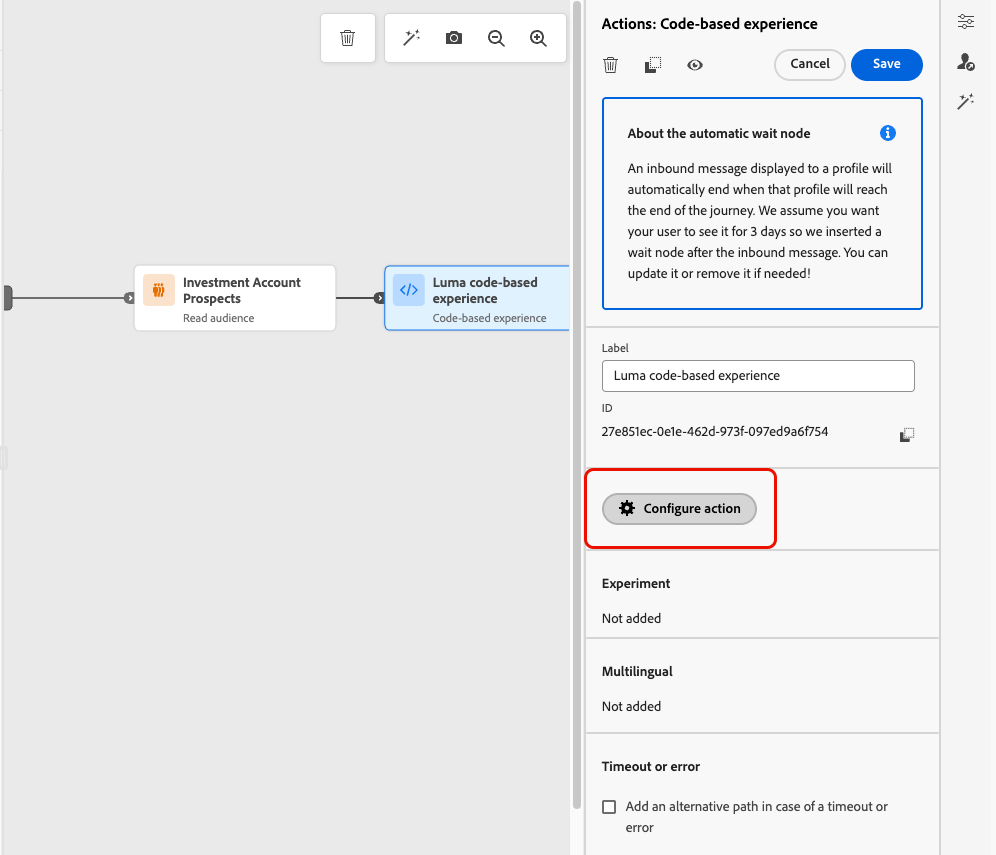 Actions: Code-based experience
Cancel
Save
About the automatic wait node
An inbound message displayed to a profile will
automatically end when that profile will reach
the end of the journey. We assume you want
your user to see it for 3 days so we inserted a
wait node after the inbound message. You can
update it or remove it if needed!
Investment Account
Prospects
Read audience
Luma code-based
experience
Code-based experience
Label
Luma code-based experience
ID
27e851ec-0e1e-462d-973f-097ed9a6f754
Configure action
Experiment
Not added
Multilingual
Not added
Timeout or error
Add an alternative path in case of a timeout or
error